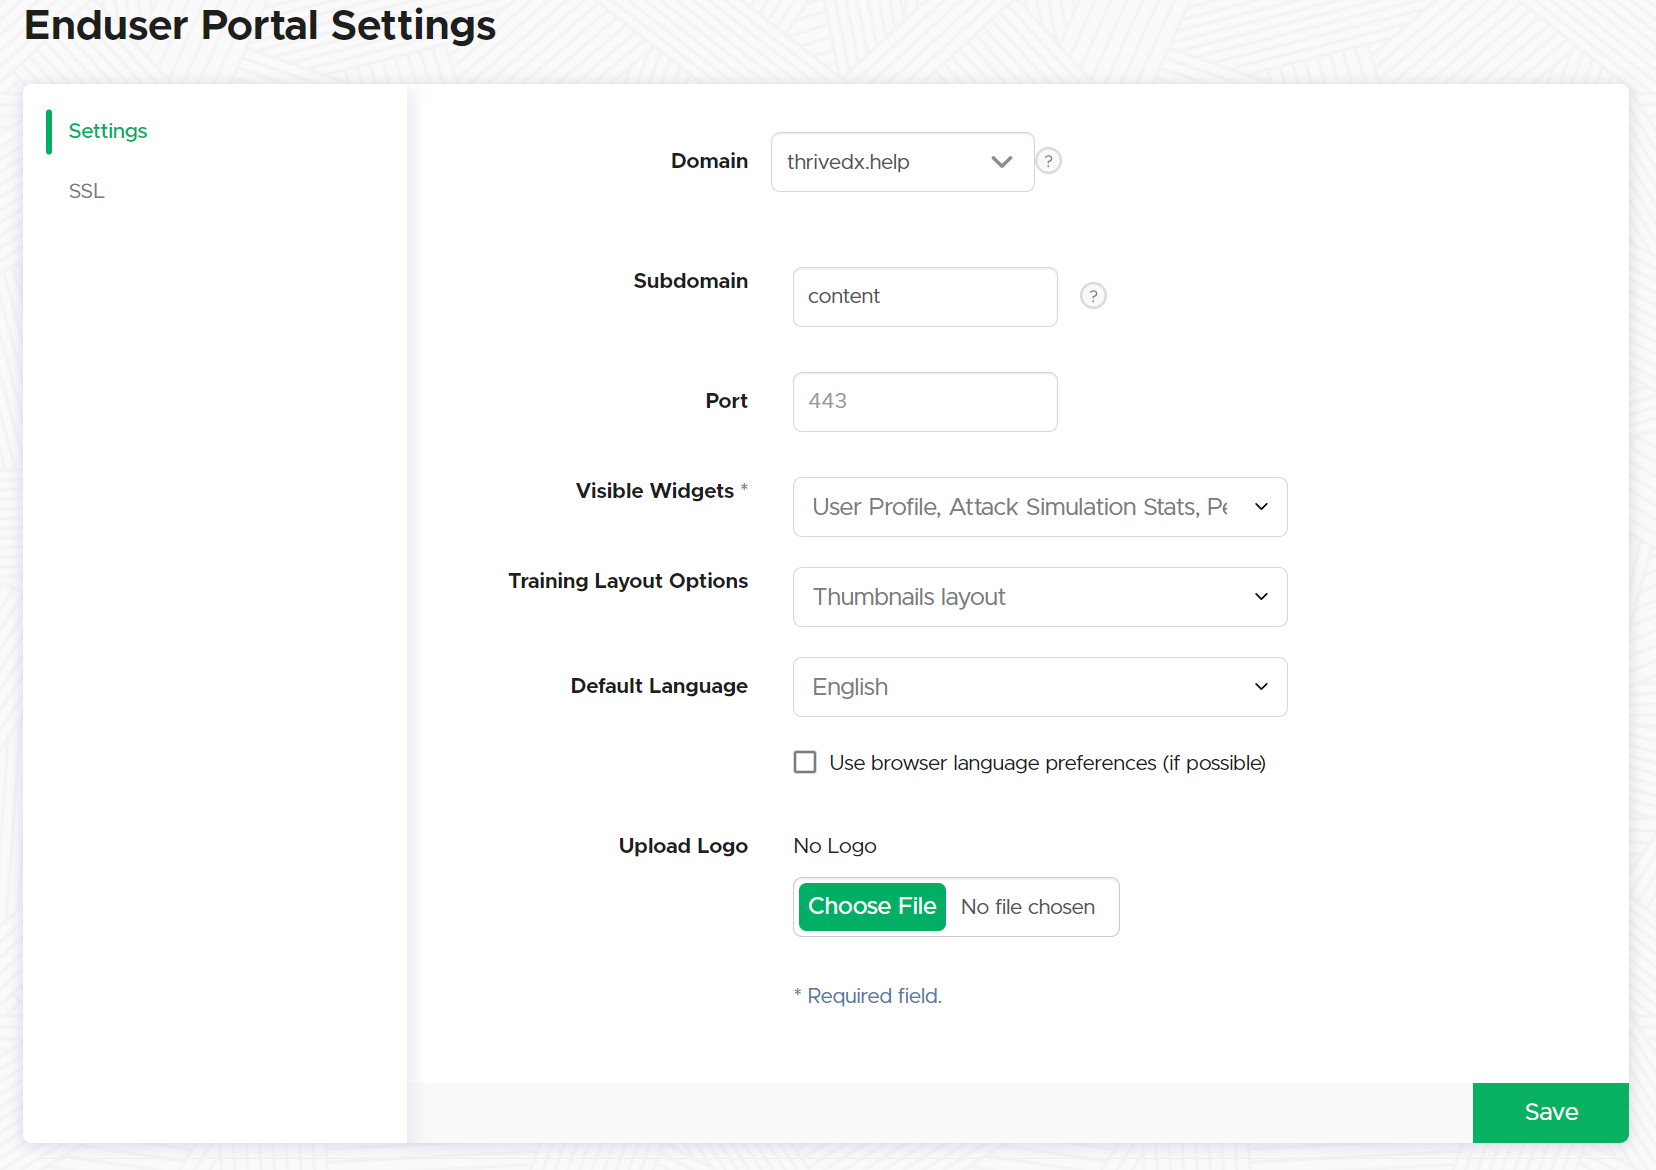 Enduser Portal Settings
Settings
SSL
Domain
thrivedx.help
?
Subdomain
content
?
Port
443
Visible Widgets *
User Profile, Attack Simulation Stats,
Training Layout Options
Thumbnails layout
Default Language
English
Use browser language preferences (if possible)
Upload Logo
No Logo
Choose File
No file chosen
* Required field.
Save